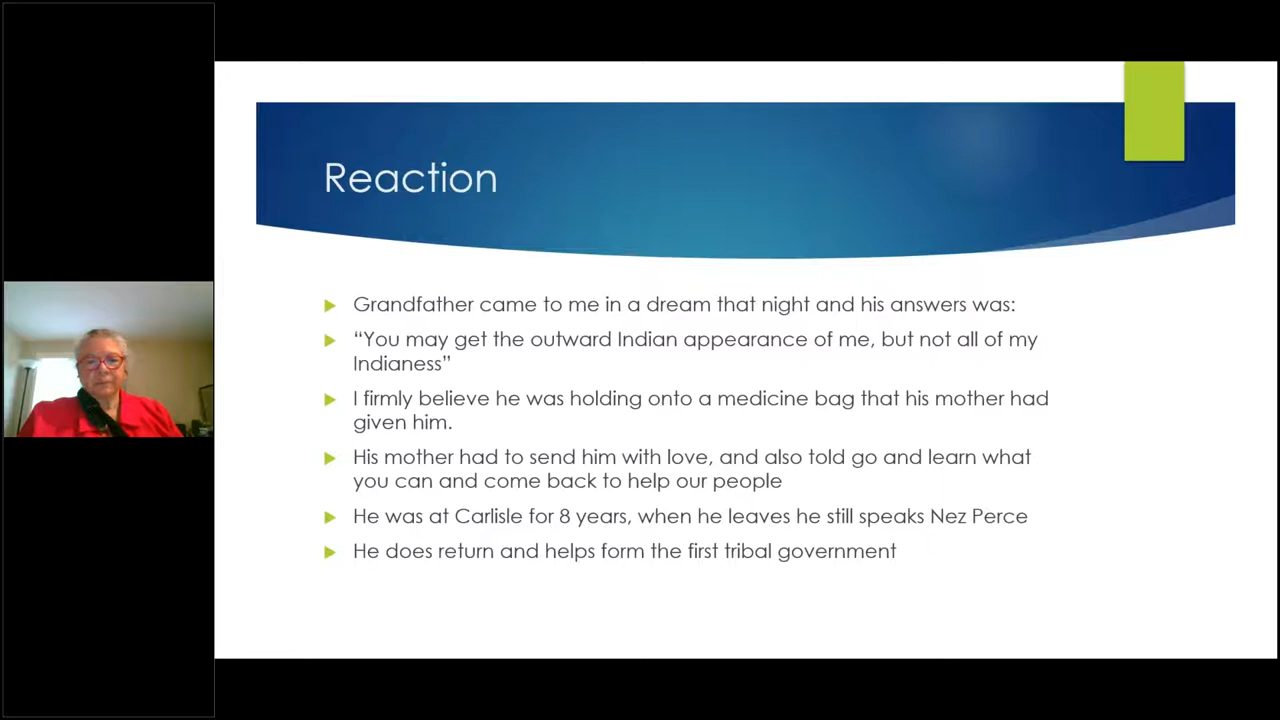 Reaction
Grandfather came to me in a dream that night and his answers was:
“You may get the outward Indian appearance of me, but not all of my
Indianess”
I firmly believe he was holding onto a medicine bag that his mother had
given him.
His mother had to send him with love, and also told go and learn what
you can and come back to help our people
He was at Carlisle for 8 years, when he leaves he still speaks Nez Perce
He does return and helps form the first tribal government